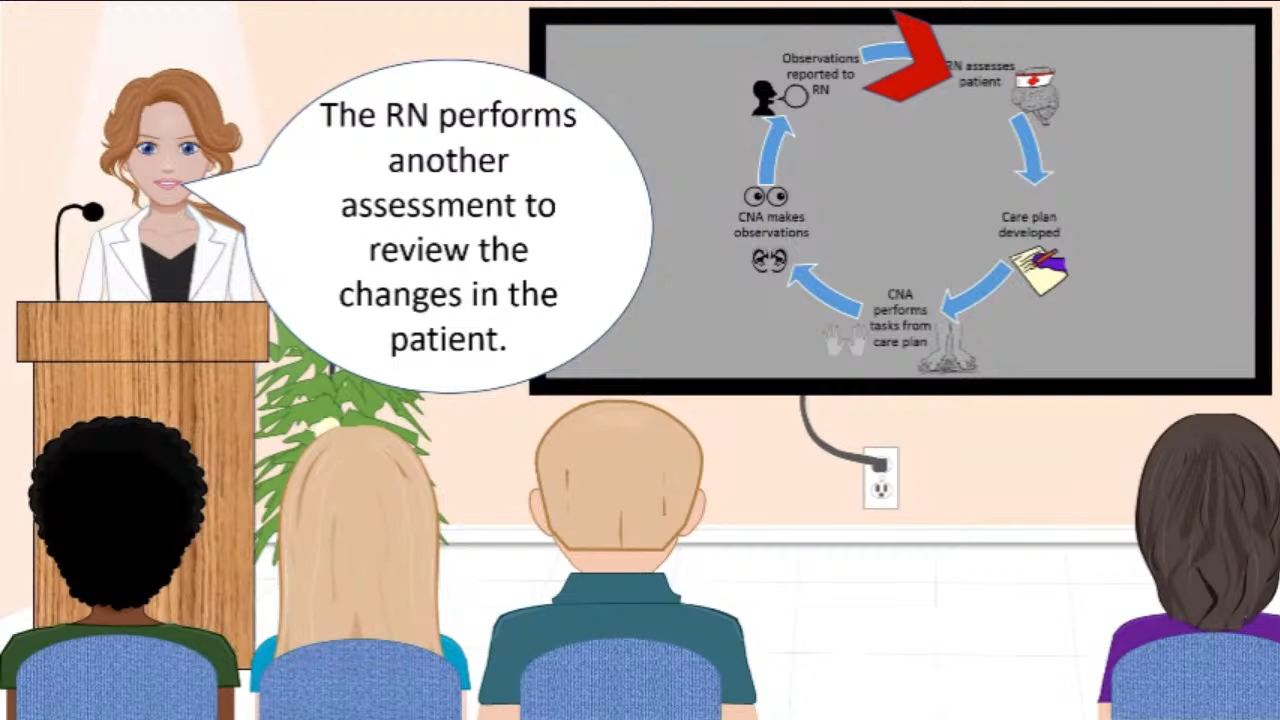 The RN performs
another
assessment to
review the
changes in the
patient.
Observations
reported to
RN
RN assesses
patient
Care plan
developed
CNA
performs
tasks from
care plan
CNA makes
observations